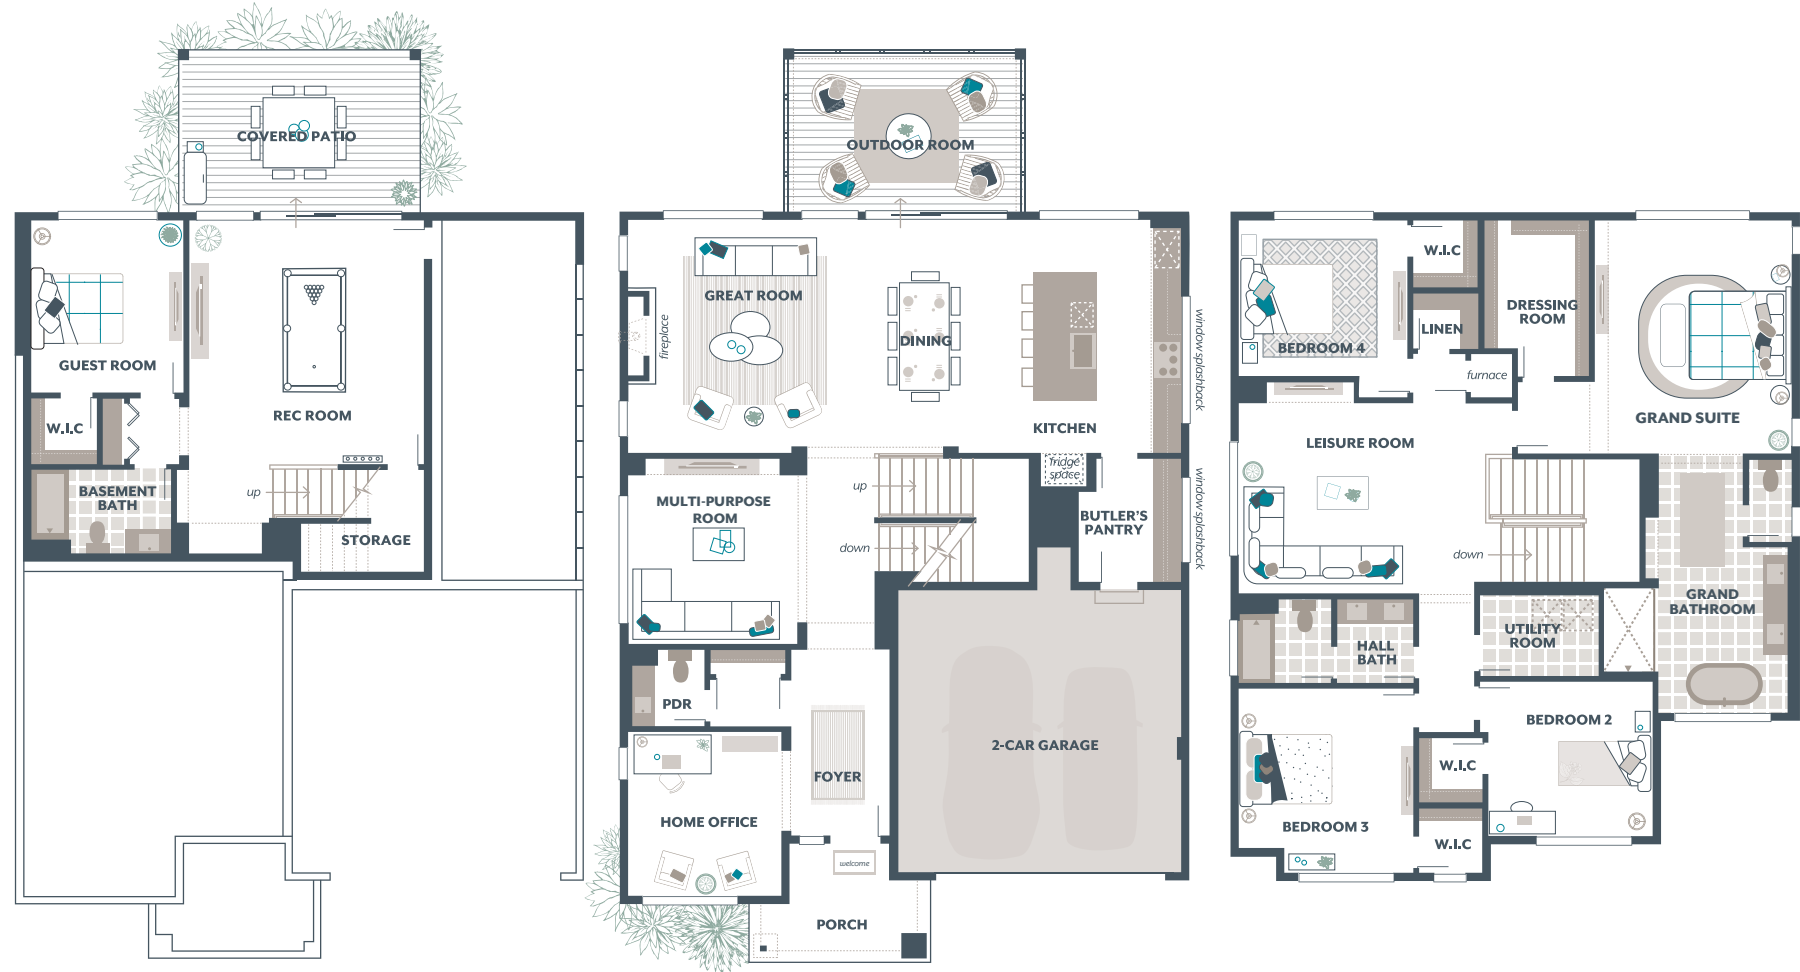 COVERED PATIO
GUEST ROOM
REC ROOM
W.I.C
BASEMENT
BATH
up
STORAGE
OUTDOOR ROOM
GREAT ROOM
fireplace
DINING
KITCHEN
window splashback
fridge
space
MULTI-PURPOSE
ROOM
up
down
BUTLER'S
PANTRY
window splashback
PDR
2-CAR GARAGE
FOYER
HOME OFFICE
welcome
PORCH
W.I.C
DRESSING
ROOM
LINEN
BEDROOM 4
furnace
GRAND SUITE
LEISURE ROOM
down
GRAND
BATHROOM
UTILITY
ROOM
HALL
BATH
BEDROOM 2
W.I.C
BEDROOM 3
W.I.C